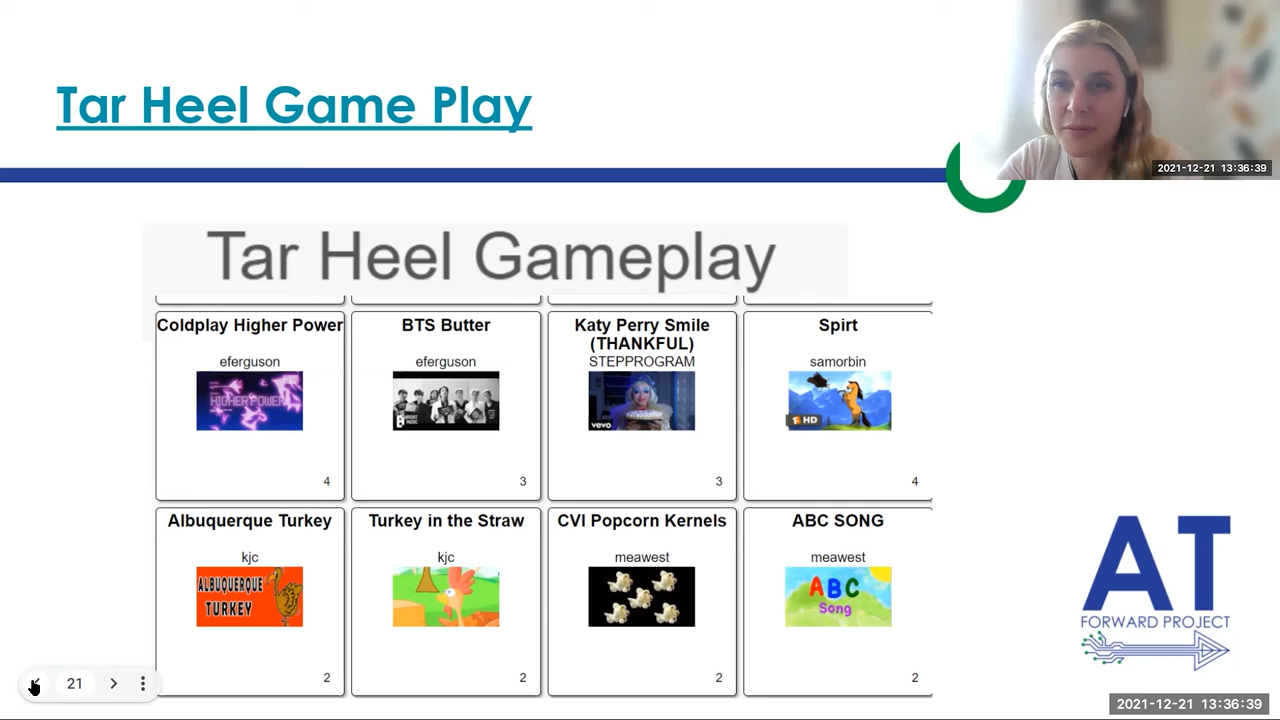 Tar Heel Game Play
2021-12-21 13:36:39
Tar Heel Gameplay
Coldplay Higher Power
eferguson
HIGHER POWER
4
BTS Butter
eferguson
3
Katy Perry Smile
(THANKFUL)
STEPPROGRAM
vevo
3
Spirt
samorbin
HD
4
Albuquerque Turkey
kjc
ALBUQUERQUE
TURKEY
2
Turkey in the Straw
kjc
2
CVI Popcorn Kernels
meawest
2
ABC SONG
meawest
ABC
Song
2
AT
FORWARD PROJECT
21
2021-12-21 13:36:39